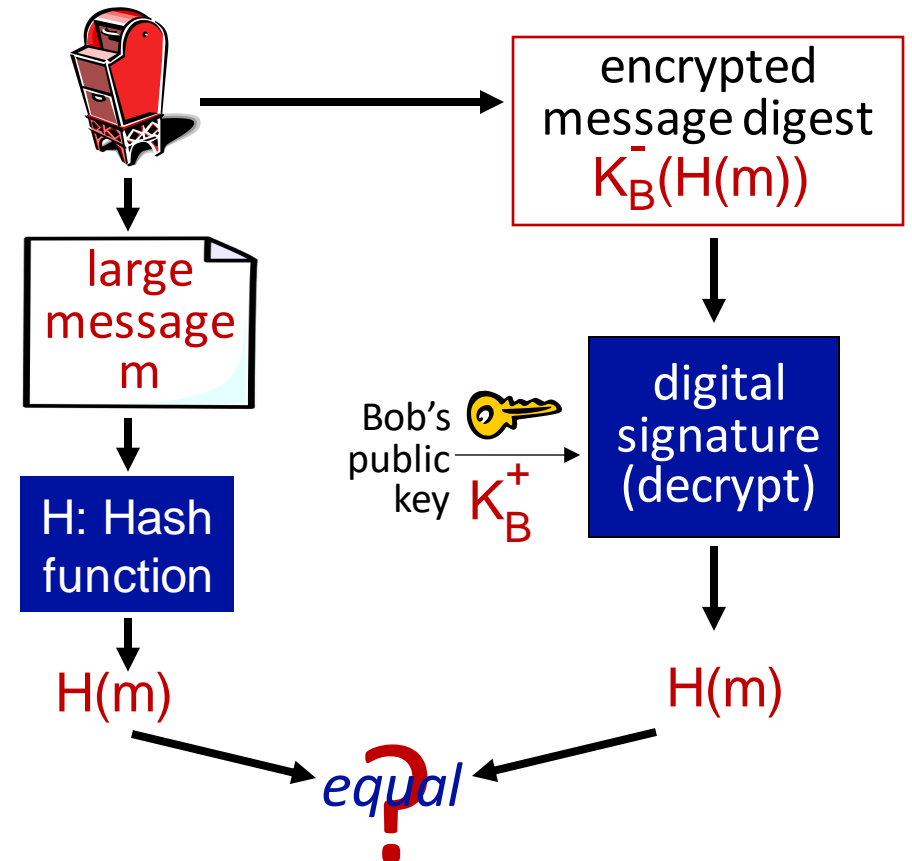 encrypted
message digest
K_B^-(H(m))
large
message
m
Bob’s
public
key
K_B^+
digital
signature
(decrypt)
H: Hash
function
H(m)
H(m)
equal
?